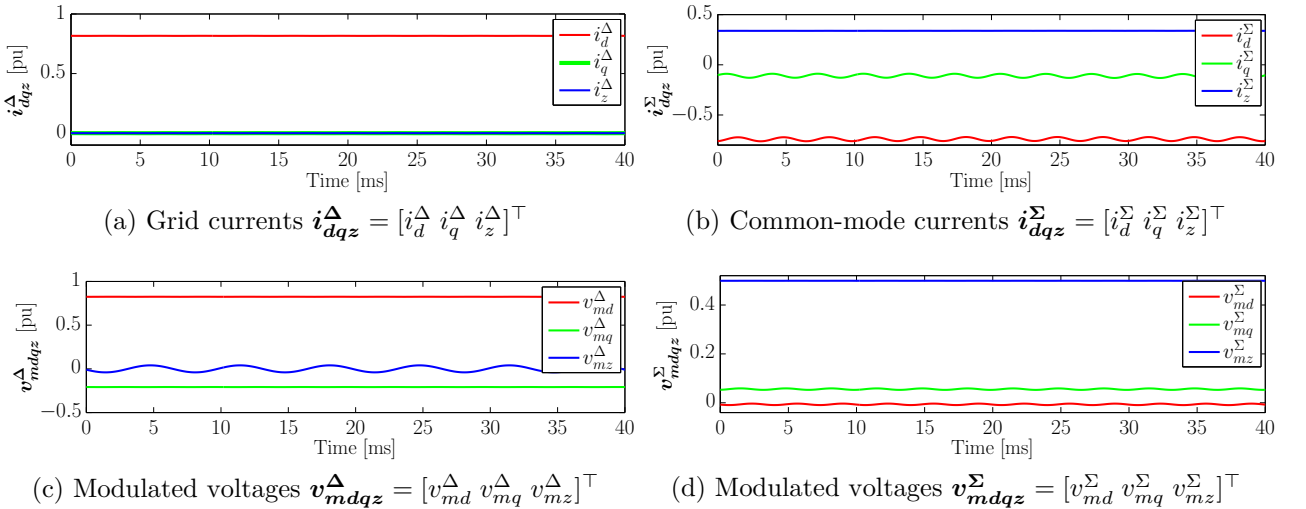 1
0.5
0
i^Δ_dqz [pu]
i^Δ_d
i^Δ_q
i^Δ_z
0 5 10 15 20 25 30 35 40
Time [ms]
(a) Grid currents i^Δ_dqz = [i^Δ_d i^Δ_q i^Δ_z]^⊤
0.5
0
−0.5
i^Σ_dqz [pu]
i^Σ_d
i^Σ_q
i^Σ_z
0 5 10 15 20 25 30 35 40
Time [ms]
(b) Common-mode currents i^Σ_dqz = [i^Σ_d i^Σ_q i^Σ_z]^⊤
1
0.5
0
−0.5
v^Δ_mdqz [pu]
v^Δ_md
v^Δ_mq
v^Δ_mz
0 5 10 15 20 25 30 35 40
Time [ms]
(c) Modulated voltages v^Δ_mdqz = [v^Δ_md v^Δ_mq v^Δ_mz]^⊤
0.4
0.2
0
v^Σ_mdqz [pu]
v^Σ_md
v^Σ_mq
v^Σ_mz
0 5 10 15 20 25 30 35 40
Time [ms]
(d) Modulated voltages v^Σ_mdqz = [v^Σ_md v^Σ_mq v^Σ_mz]^⊤